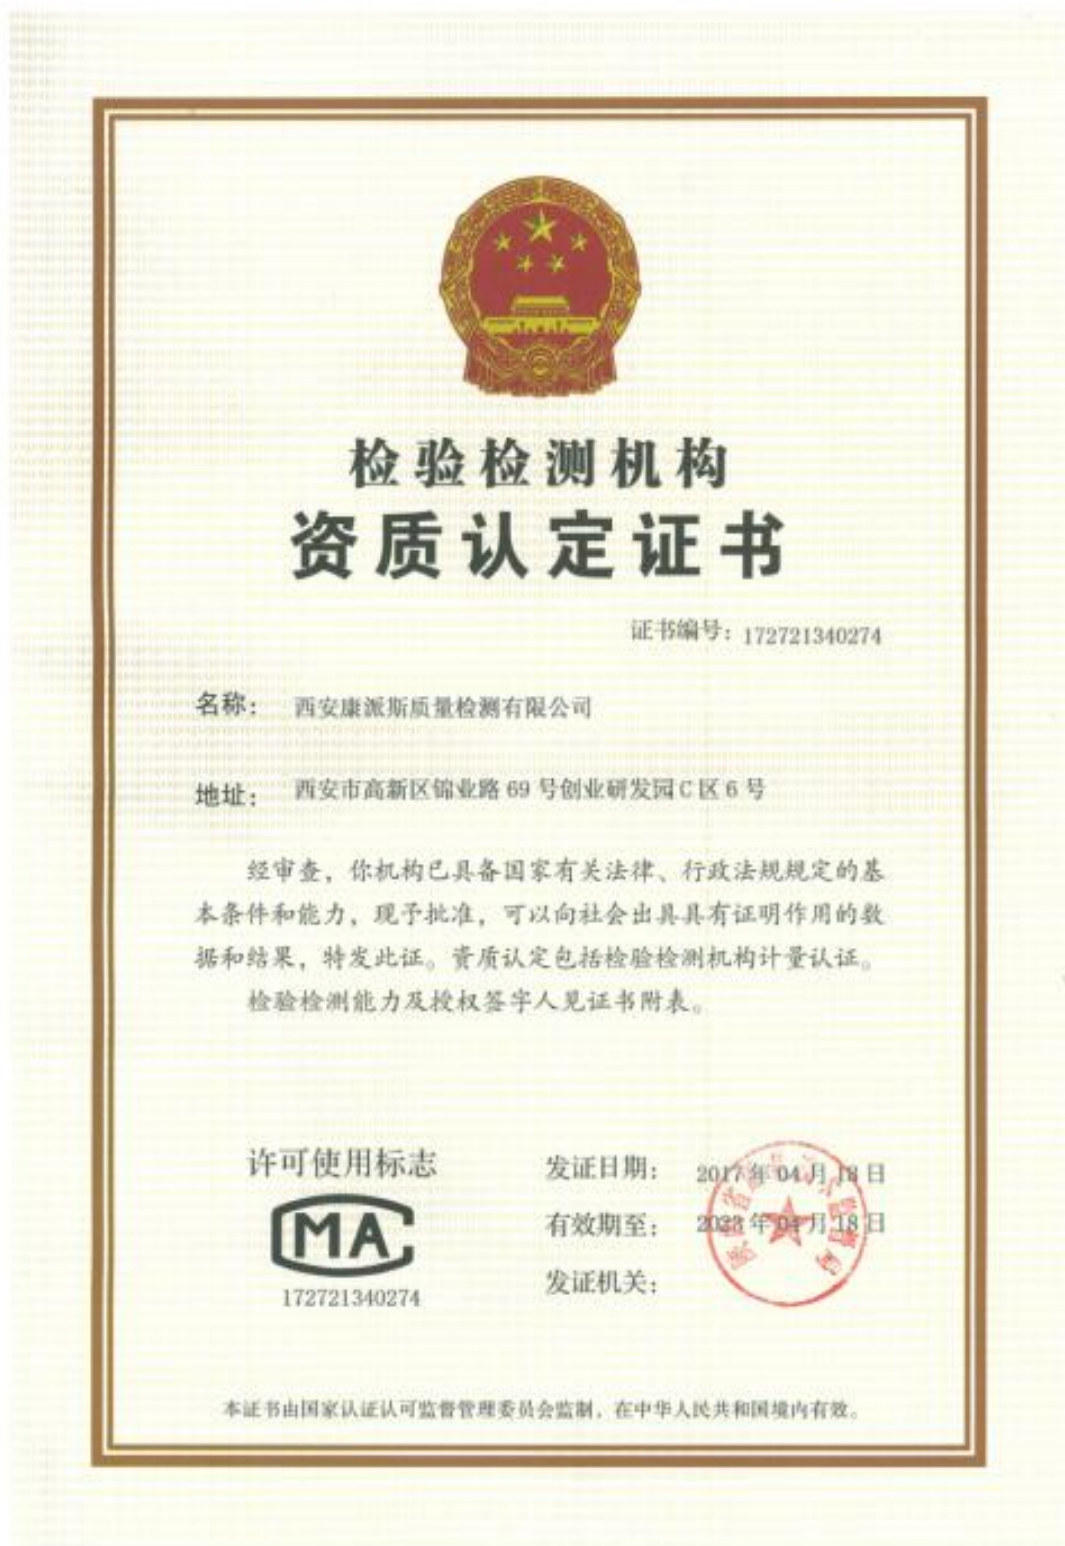 检验检测机构
资质认定证书
证书编号：172721340274
名称： 西安康派斯质量检测有限公司
地址： 西安市高新区锦业路 69 号创业研发园 C 区 6 号
经审查，你机构已具备国家有关法律、行政法规规定的基
本条件和能力，现予批准，可以向社会出具具有证明作用的数
据和结果，特发此证。资质认定包括检验检测机构计量认证。
检验检测能力及授权签字人见证书附表。
许可使用标志
MA
172721340274
发证日期： 2017 年 04 月 18 日
有效期至： 2023 年 04 月 18 日
发证机关：
本证书由国家认证认可监督管理委员会监制，在中华人民共和国境内有效。